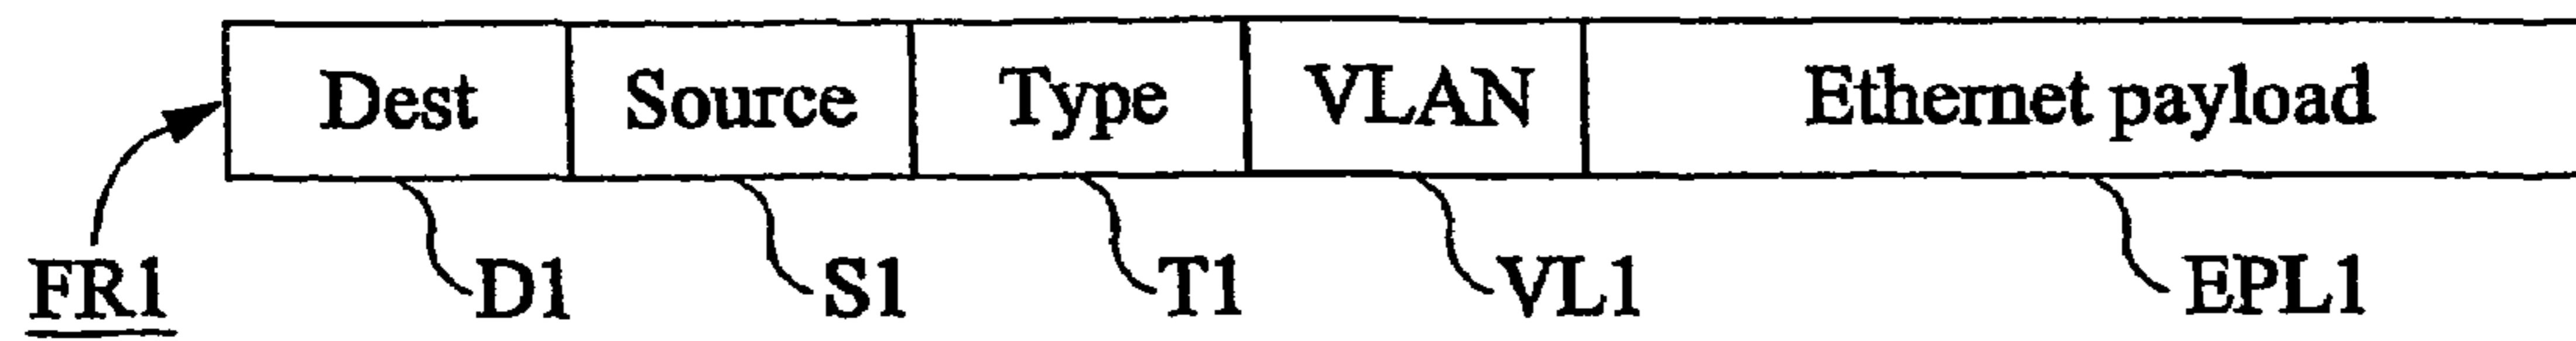 Dest Source Type VLAN Ethernet payload
FR1 D1 S1 T1 VL1 EPL1